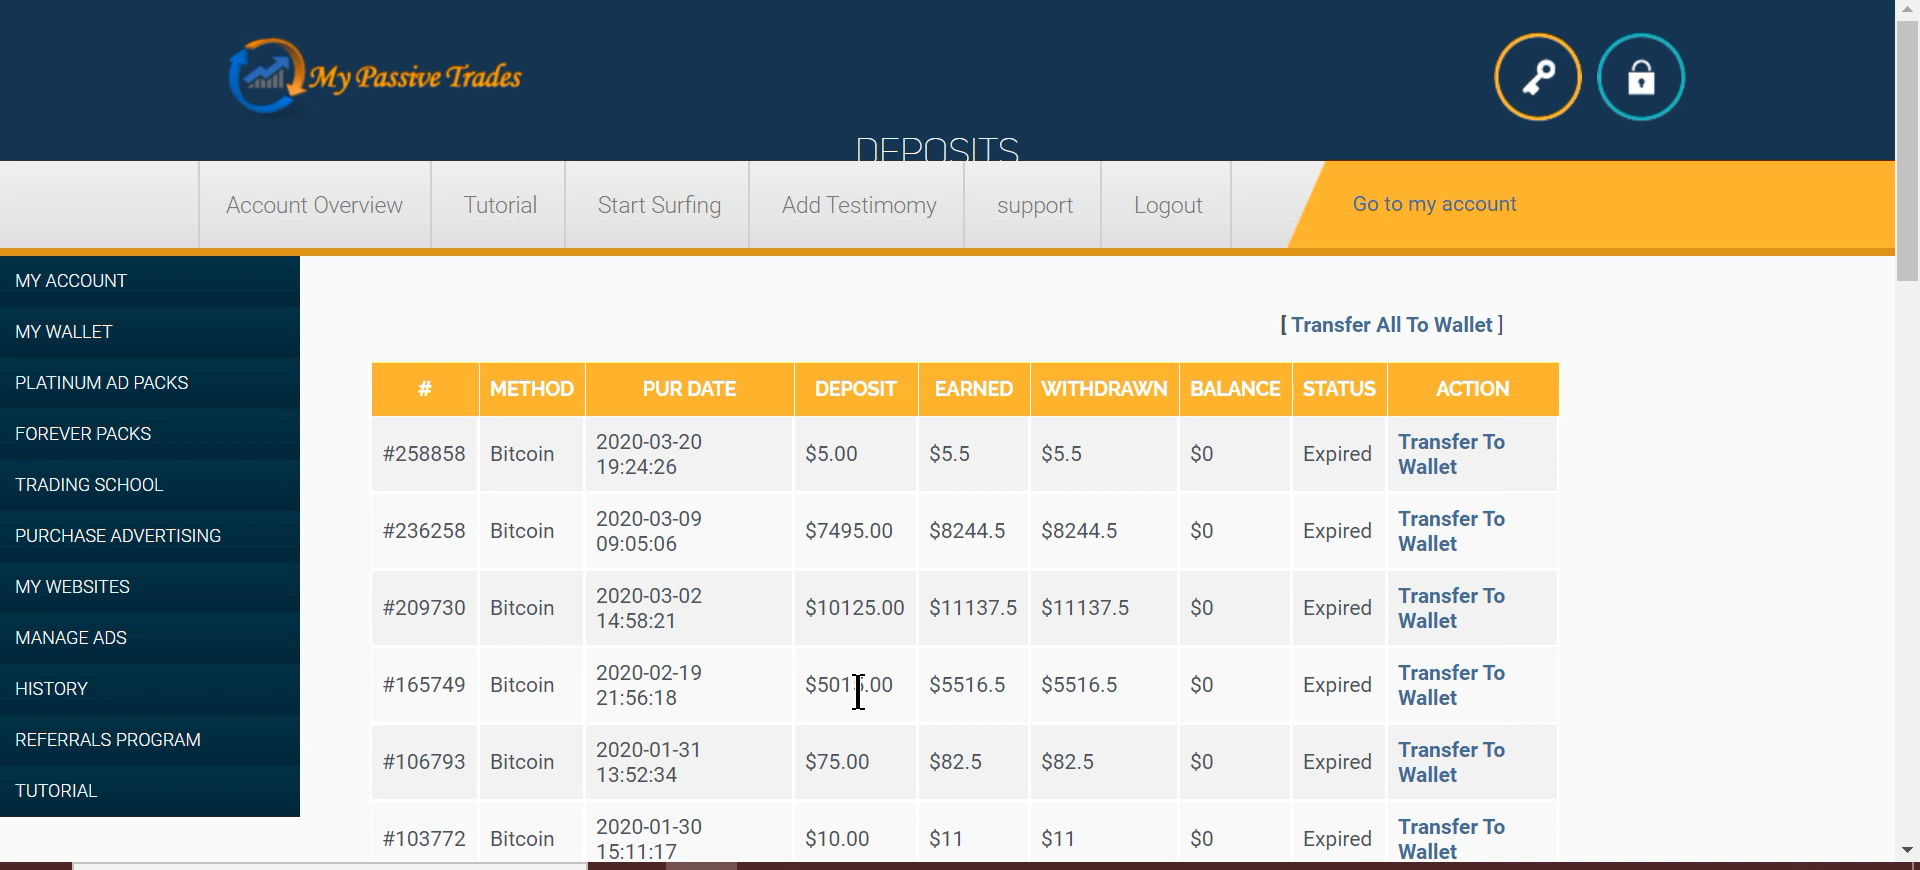 My Passive Trades
DEPOSITS
Account Overview
Tutorial
Start Surfing
Add Testimomy
support
Logout
Go to my account
MY ACCOUNT
MY WALLET
PLATINUM AD PACKS
FOREVER PACKS
TRADING SCHOOL
PURCHASE ADVERTISING
MY WEBSITES
MANAGE ADS
HISTORY
REFERRALS PROGRAM
TUTORIAL
[ Transfer All To Wallet ]
# METHOD PUR DATE DEPOSIT EARNED WITHDRAWN BALANCE STATUS ACTION
#258858 Bitcoin 2020-03-20 19:24:26 $5.00 $5.5 $5.5 $0 Expired Transfer To Wallet
#236258 Bitcoin 2020-03-09 09:05:06 $7495.00 $8244.5 $8244.5 $0 Expired Transfer To Wallet
#209730 Bitcoin 2020-03-02 14:58:21 $10125.00 $11137.5 $11137.5 $0 Expired Transfer To Wallet
#165749 Bitcoin 2020-02-19 21:56:18 $5015.00 $5516.5 $5516.5 $0 Expired Transfer To Wallet
#106793 Bitcoin 2020-01-31 13:52:34 $75.00 $82.5 $82.5 $0 Expired Transfer To Wallet
#103772 Bitcoin 2020-01-30 15:11:17 $10.00 $11 $11 $0 Expired Transfer To Wallet